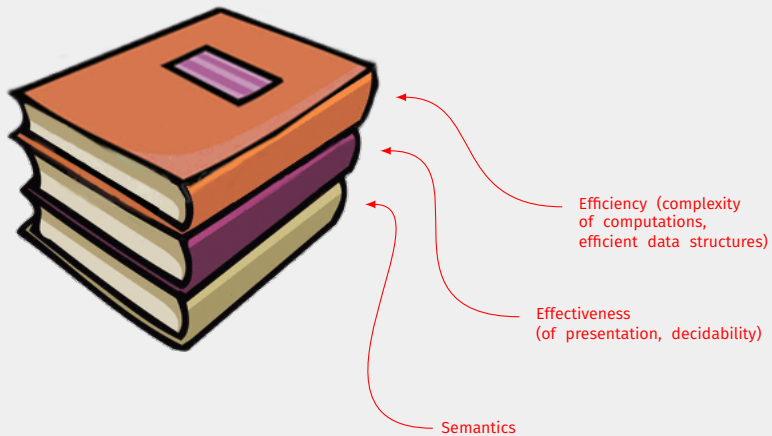 Efficiency (complexity
of computations,
efficient data structures)
Effectiveness
(of presentation, decidability)
Semantics